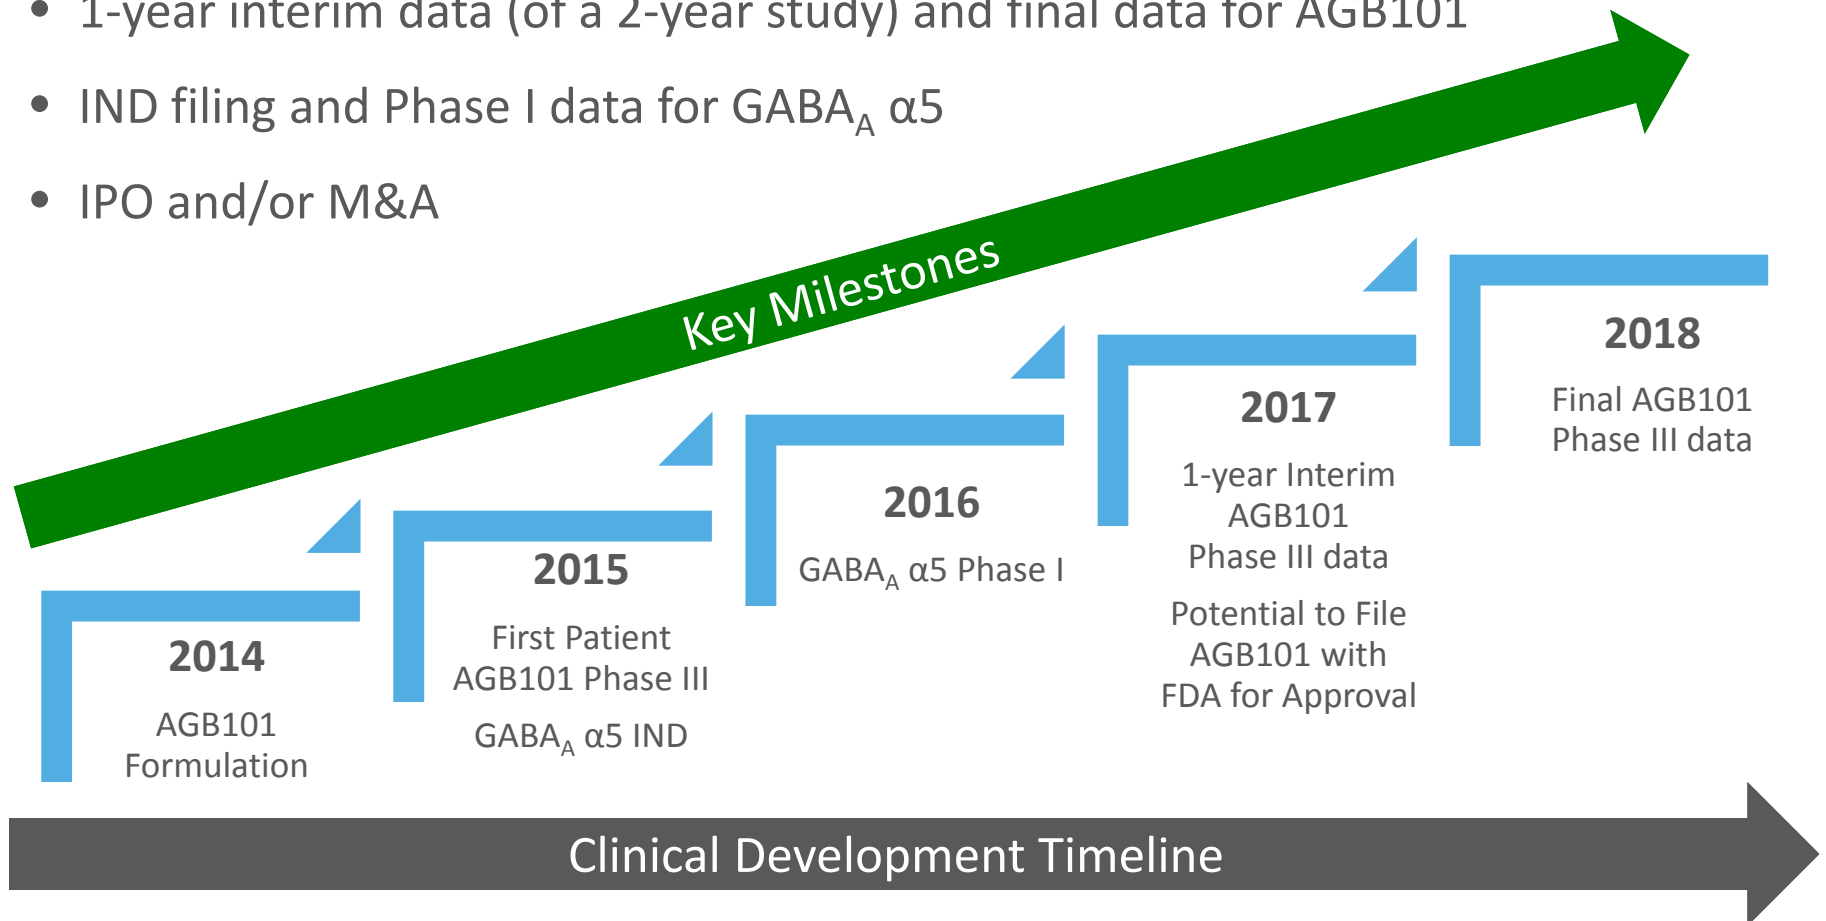 • 1-year interim data (of a 2-year study) and final data for AGB101
• IND filing and Phase I data for GABA_A α5
• IPO and/or M&A
Key Milestones
2014
AGB101
Formulation
2015
First Patient
AGB101 Phase III
GABA_A α5 IND
2016
GABA_A α5 Phase I
2017
1-year Interim
AGB101
Phase III data
Potential to File
AGB101 with
FDA for Approval
2018
Final AGB101
Phase III data
Clinical Development Timeline